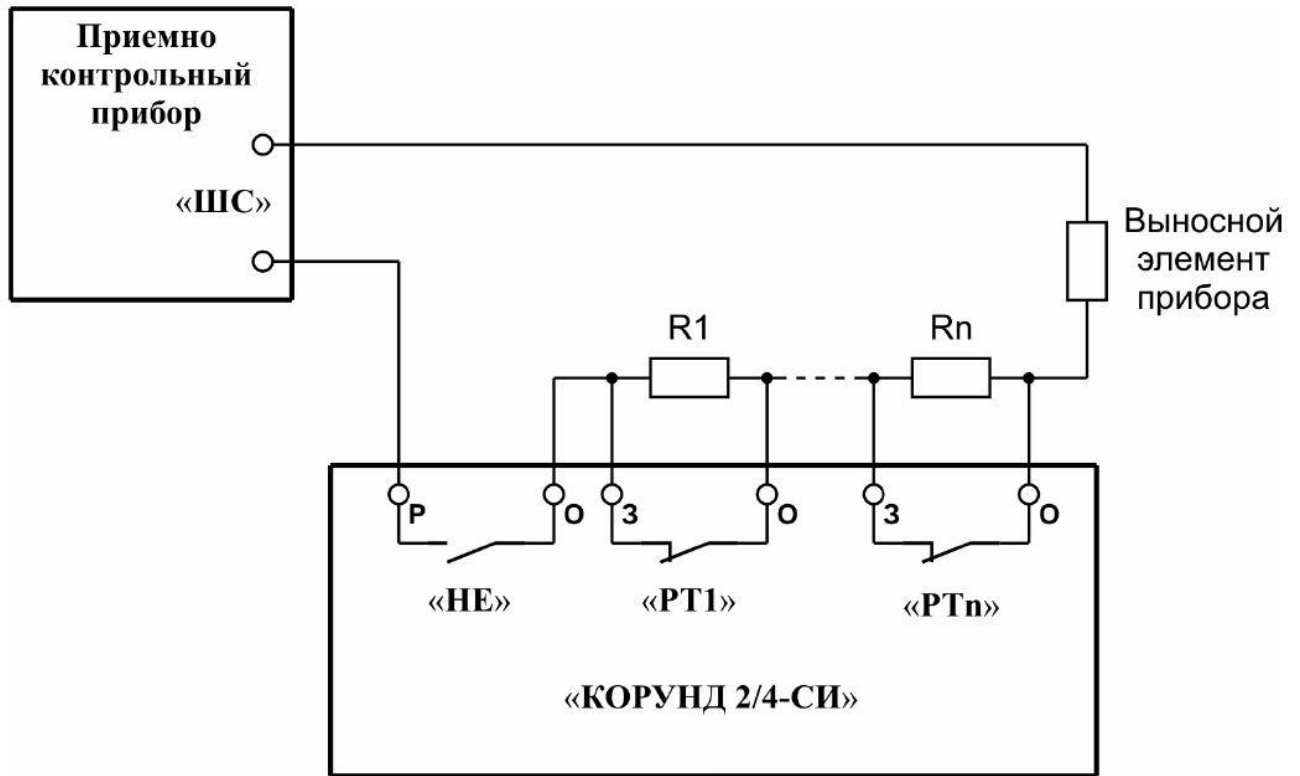 Приемно
контрольный
прибор
«ШС»
Выносной
элемент
прибора
R1
Rn
Р
О
З
О
З
О
«НЕ»
«РТ1»
«РТn»
«КОРУНД 2/4-СИ»